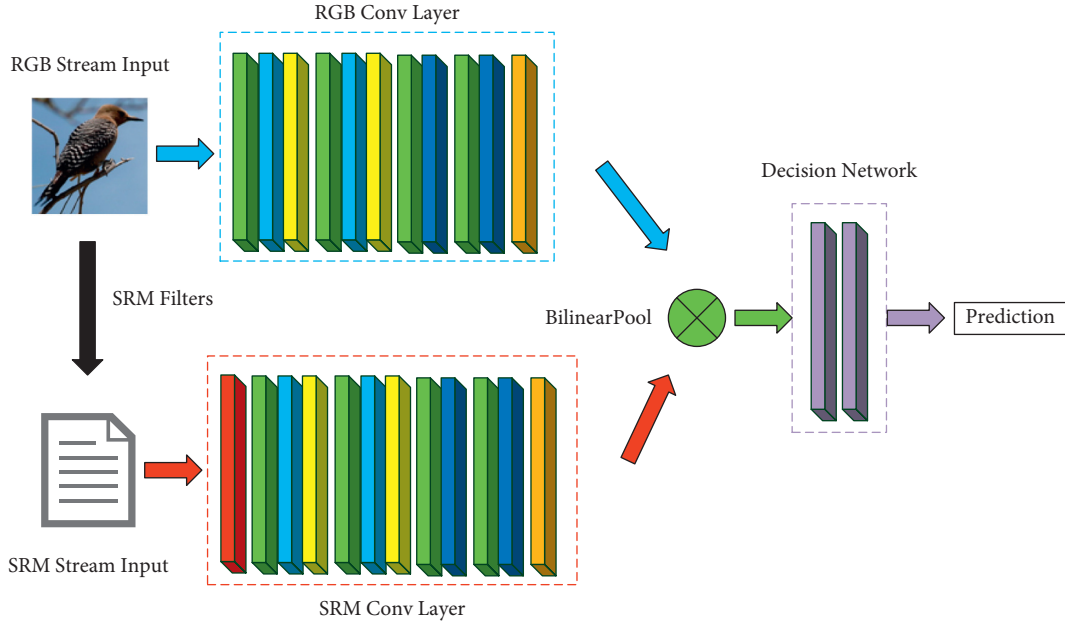 RGB Conv Layer
RGB Stream Input
Decision Network
SRM Filters
BilinearPool
Prediction
SRM Stream Input
SRM Conv Layer